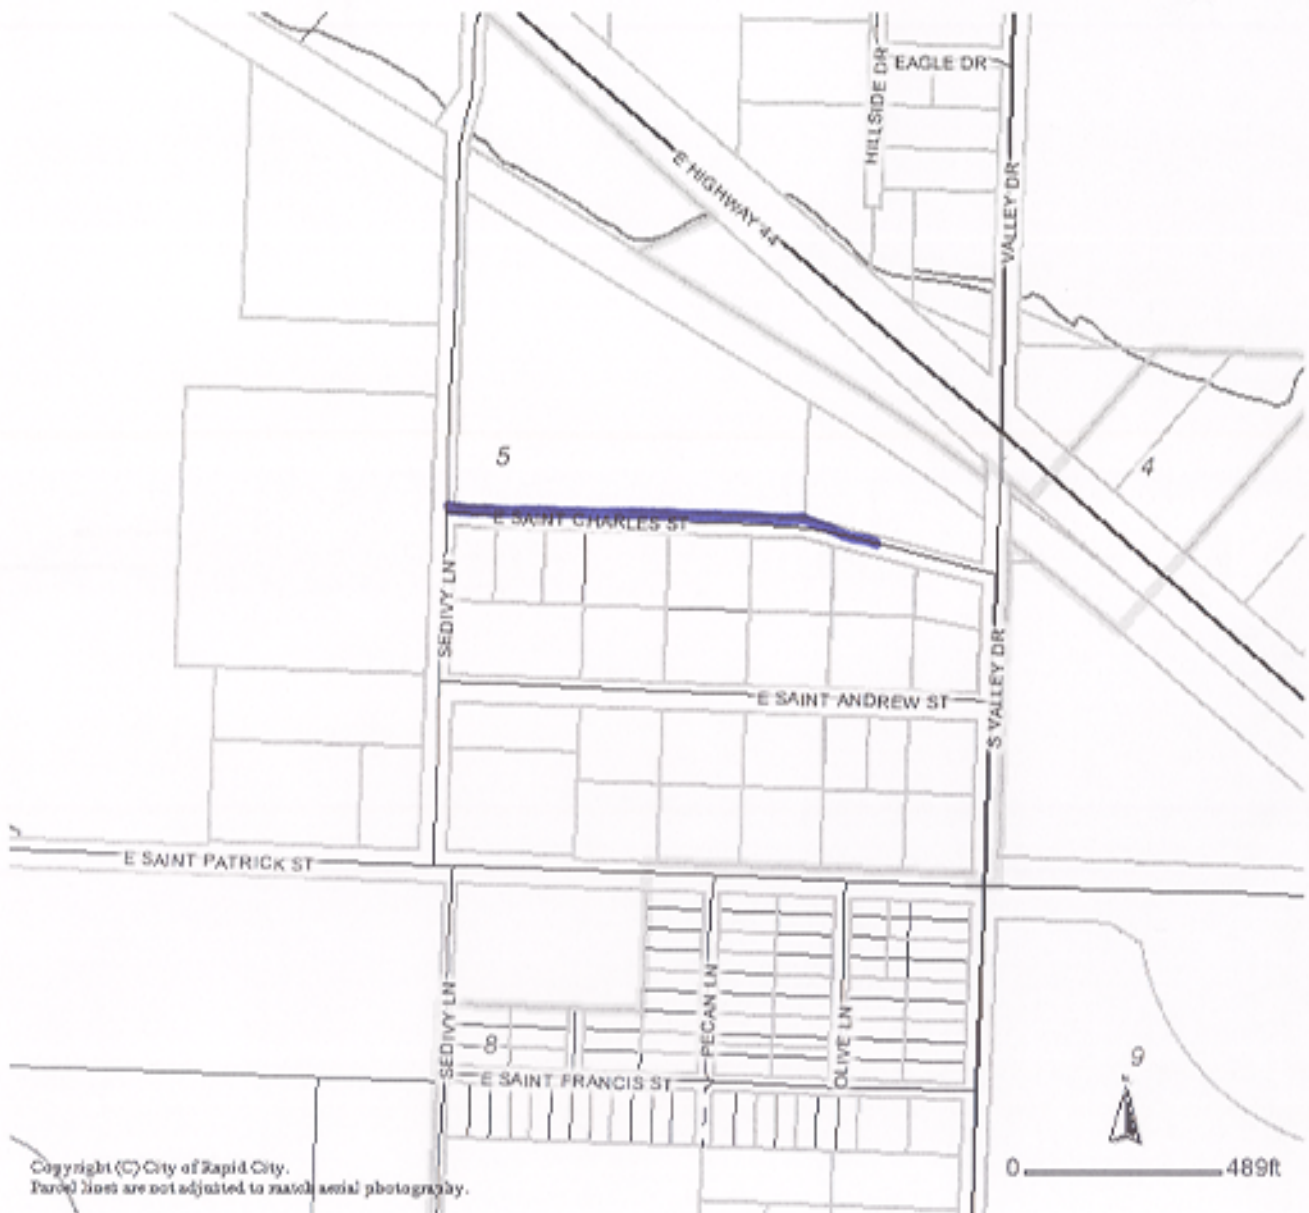 EAGLE DR
HILLSIDE DR
E HIGHWAY 44
VALLEY DR
5
4
E SAINT CHARLES ST
SEDIVY LN
S VALLEY DR
E SAINT ANDREW ST
E SAINT PATRICK ST
SEDIVY LN
PECAN LN
OLIVE LN
8
9
E SAINT FRANCIS ST
0
489ft
Copyright (C) City of Rapid City.
Parcel lines are not adjusted to match aerial photography.